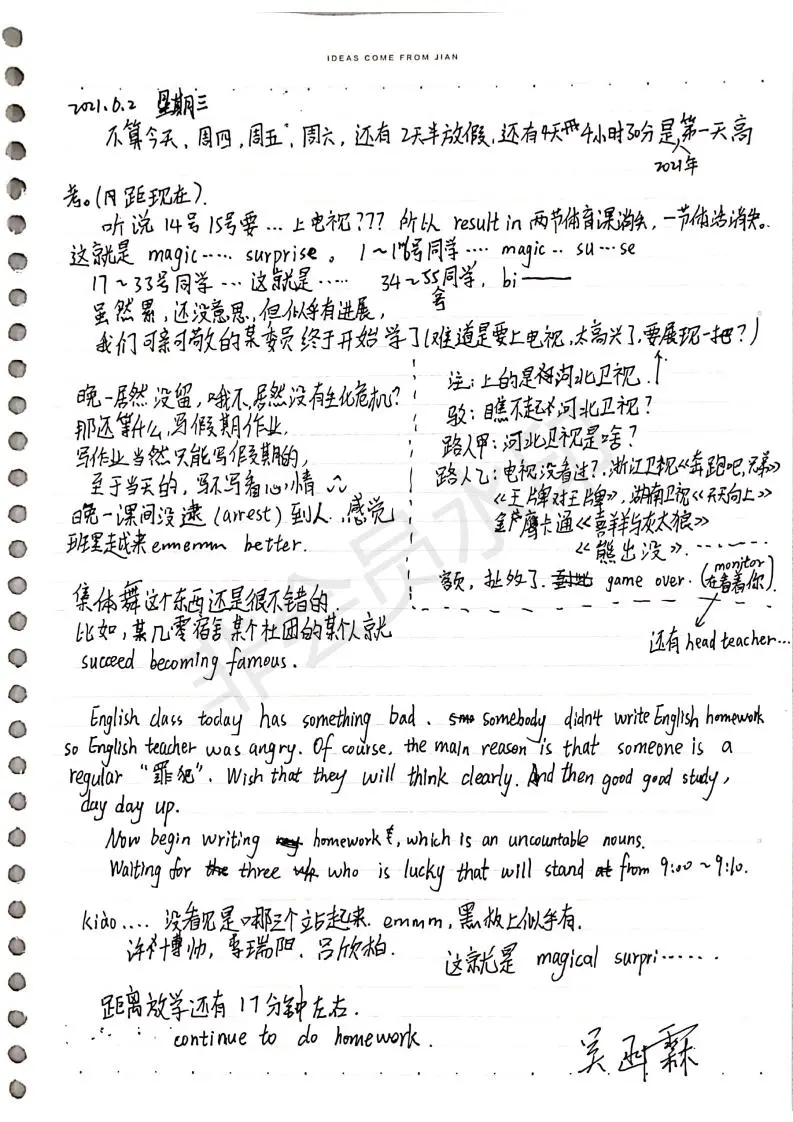 IDEAS COME FROM JIAN
2021.6.2 星期三
不算今天、周四,周五,周六,还有2天半放假,还有4天 4小时30分是第一天高
2021年
考。(距现在).
听说14号15号要…上电视??? 所以 result in 两节体育课消失,一节体活消失。
这就是 magic····· surprise。 1~16号同学···· magic·· su···se
17~33号同学···这就是····· 34~55号同学, bi——
虽然累,还没意思,但似乎有进展,
我们可亲可敬的某委员终于开始学了(难道是要上电视,太高兴了,要展现一把?)
晚一居然没留,哦不,居然没有生化危机?
那还等什么,写假期作业,
写作业当然只能写假期的,
至于当天的,写不写看心情
晚一课间没逮(arrest)到人.感觉
班里越来 emmmm better.
集体舞这个东西还是很不错的.
比如,某几零宿舍某个社团的某个人就
succeed becoming famous.
注:上的是河北卫视.
驳:瞧不起河北卫视?
路人甲:河北卫视是啥?
路人乙:电视没看过?,浙江卫视《奔跑吧,兄弟》
《王牌对王牌》,湖南卫视《天天向上》
金鹰卡通《喜羊与灰太狼》
《熊出没》·········
额,扯政了. game over. (monitor在看着你).
还有 head teacher...
English class today has something bad. somebody didn't write English homework
so English teacher was angry. Of course, the main reason is that someone is a
regular "罪犯". Wish that they will think clearly. And then good good study,
day day up.
Now begin writing homework, which is an uncountable nouns.
Waiting for three who is lucky that will stand from 9:00~9:10.
kiào.... 没看见是哪三个站起来. emmm, 黑板上似乎有.
许博帅, 李瑞阳, 吕欣柏. 这就是 magical surpri······
距离放学还有17分钟左右.
continue to do homework.
非会员水印